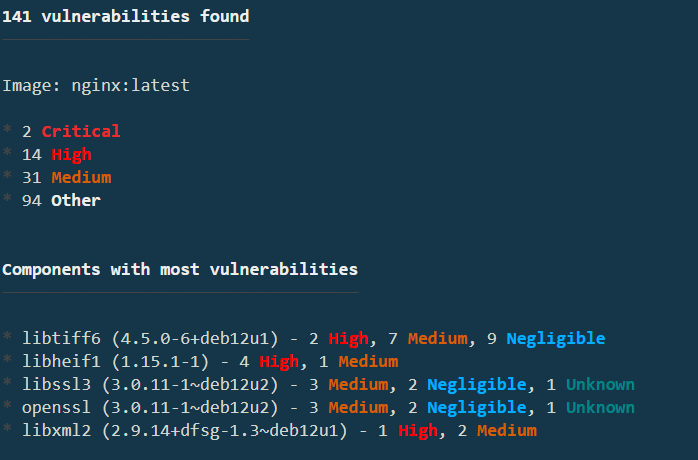 141 vulnerabilities found
Image: nginx:latest
* 2 Critical
* 14 High
* 31 Medium
* 94 Other
Components with most vulnerabilities
* libtiff6 (4.5.0-6+deb12u1) - 2 High, 7 Medium, 9 Negligible
* libheif1 (1.15.1-1) - 4 High, 1 Medium
* libssl3 (3.0.11-1~deb12u2) - 3 Medium, 2 Negligible, 1 Unknown
* openssl (3.0.11-1~deb12u2) - 3 Medium, 2 Negligible, 1 Unknown
* libxml2 (2.9.14+dfsg-1.3~deb12u1) - 1 High, 2 Medium